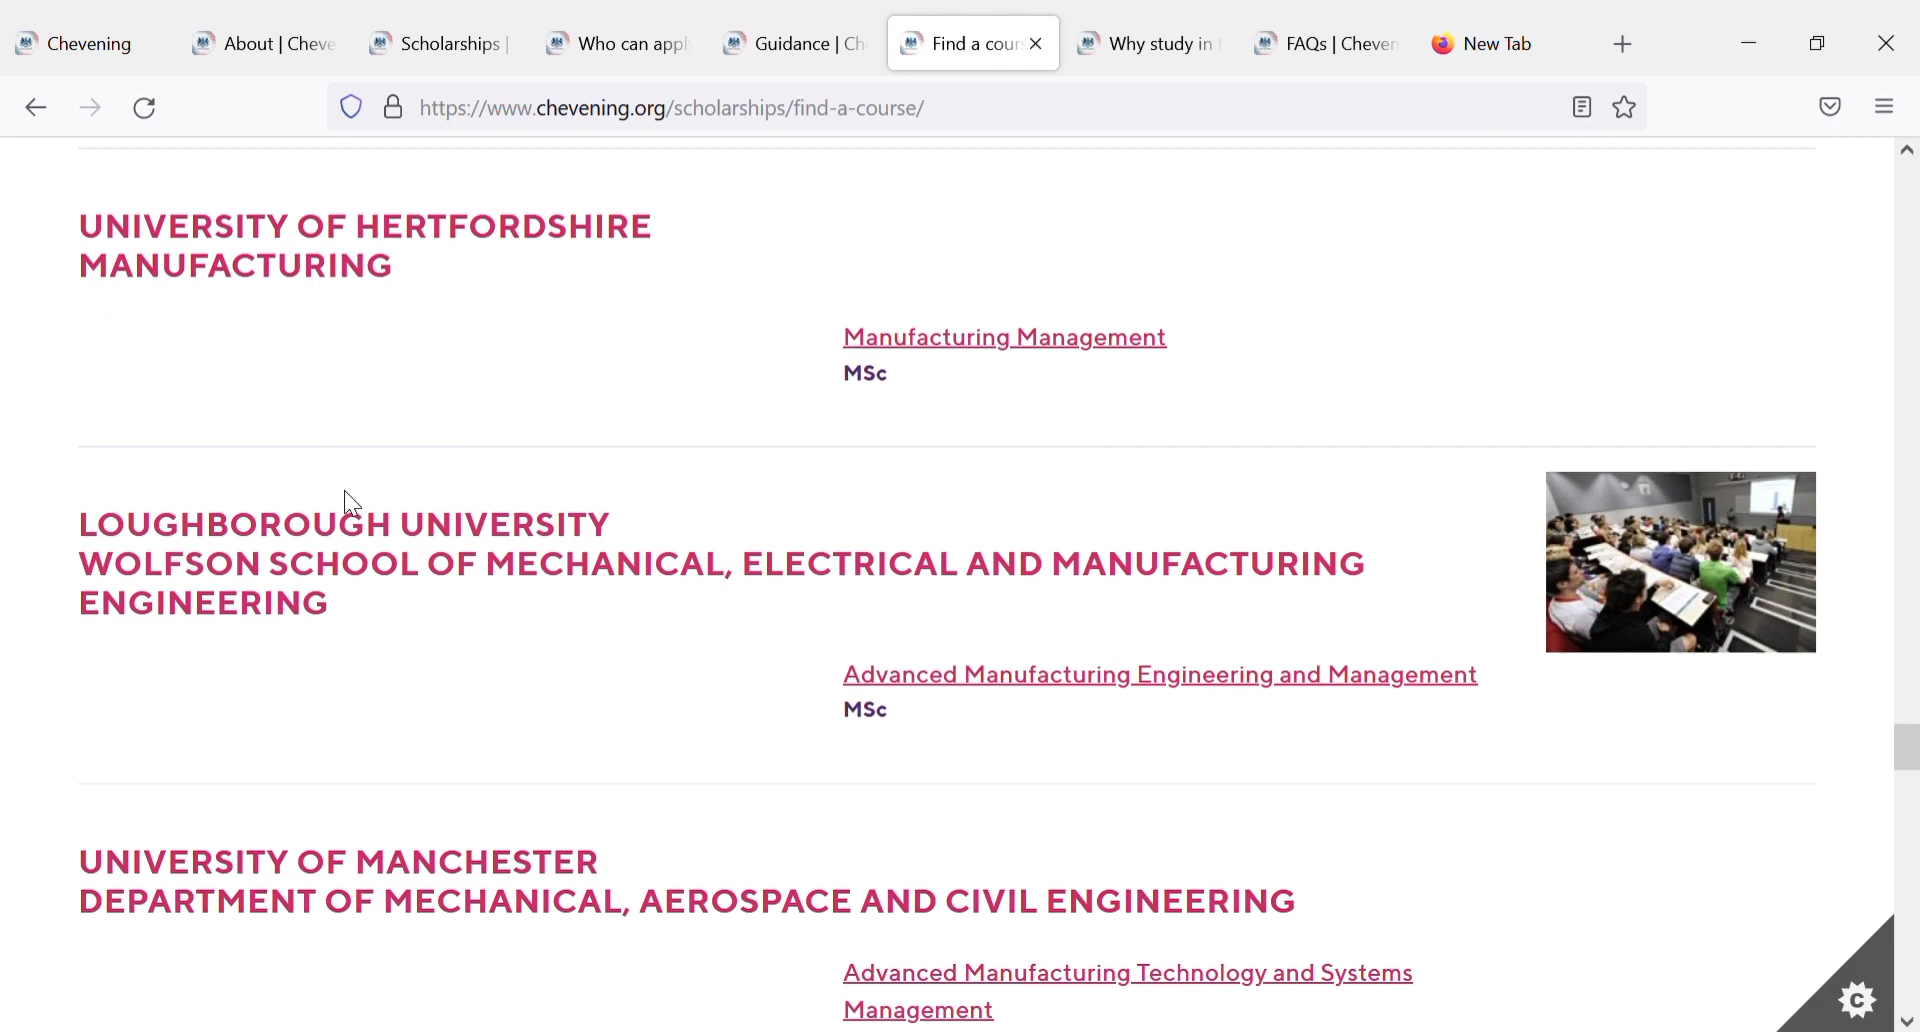 Chevening About | Cheve Scholarships | Who can appl Guidance | Ch Find a cour Why study in FAQs | Cheven New Tab
https://www.chevening.org/scholarships/find-a-course/
UNIVERSITY OF HERTFORDSHIRE
MANUFACTURING
Manufacturing Management
MSc
LOUGHBOROUGH UNIVERSITY
WOLFSON SCHOOL OF MECHANICAL, ELECTRICAL AND MANUFACTURING
ENGINEERING
Advanced Manufacturing Engineering and Management
MSc
UNIVERSITY OF MANCHESTER
DEPARTMENT OF MECHANICAL, AEROSPACE AND CIVIL ENGINEERING
Advanced Manufacturing Technology and Systems
Management
C